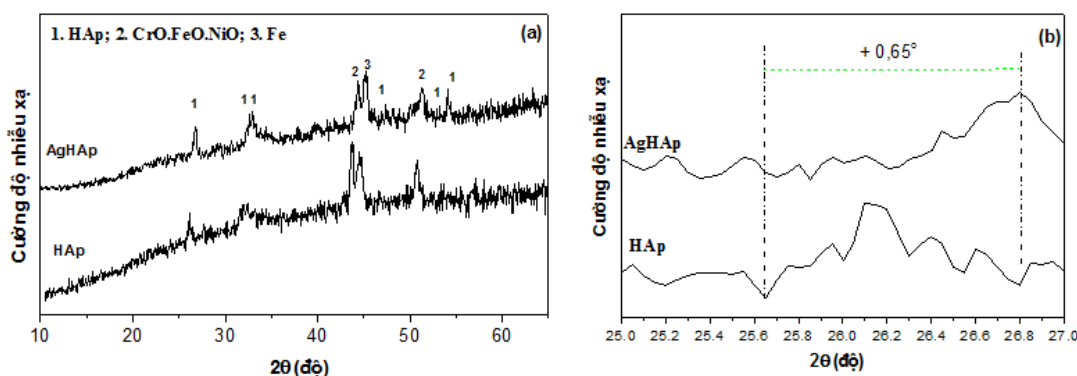 1. HAp; 2. CrO.FeO.NiO; 3. Fe
(a)
Cường độ nhiễu xạ
1
1 1
2
3
1
2
1
1
AgHAp
HAp
10 20 30 40 50 60
2θ (độ)
(b)
+ 0,65°
Cường độ nhiễu xạ
AgHAp
HAp
25.0 25.2 25.4 25.6 25.8 26.0 26.2 26.4 26.6 26.8 27.0
2θ (độ)